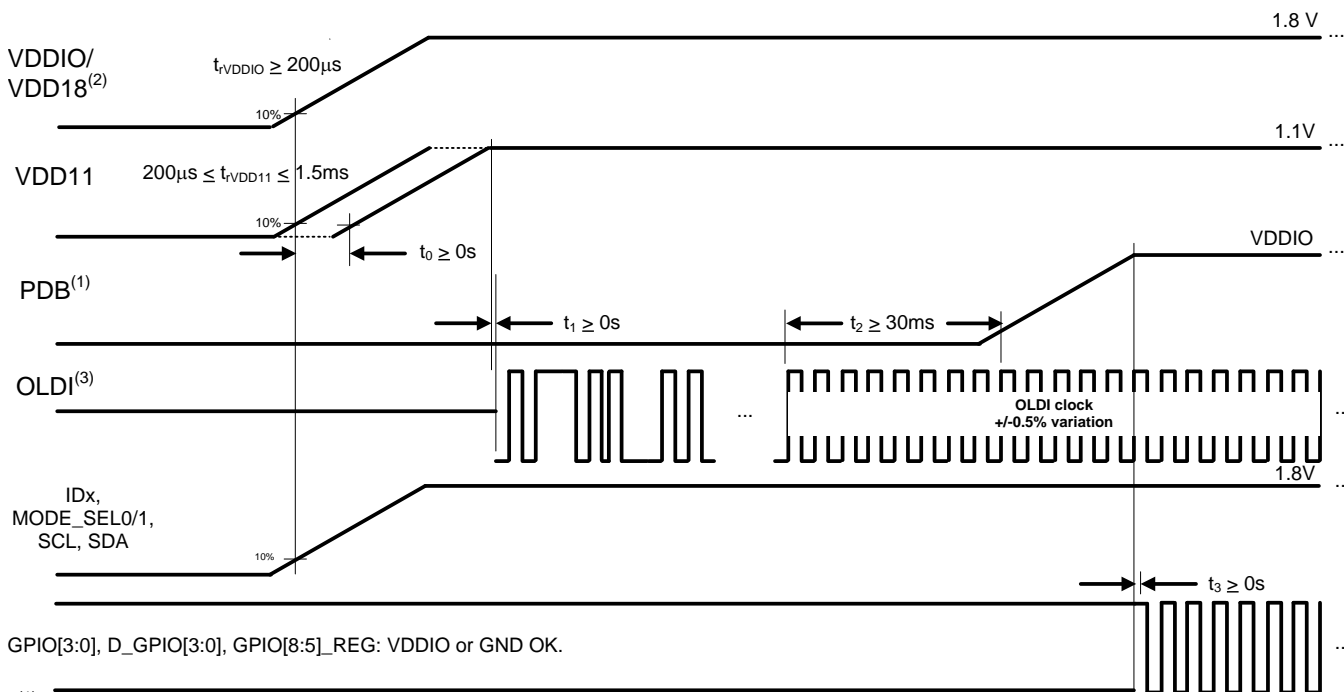 1.8 V
...
VDDIO/
VDD18(2)
trVDDIO ≥ 200μs
10%
1.1V
...
VDD11
200μs ≤ trVDD11 ≤ 1.5ms
10%
t0 ≥ 0s
VDDIO
...
PDB(1)
t1 ≥ 0s
t2 ≥ 30ms
OLDI(3)
...
OLDI clock
+/-0.5% variation
...
1.8V
...
IDx,
MODE_SEL0/1,
SCL, SDA
10%
t3 ≥ 0s
GPIO[3:0], D_GPIO[3:0], GPIO[8:5]_REG: VDDIO or GND OK.
...